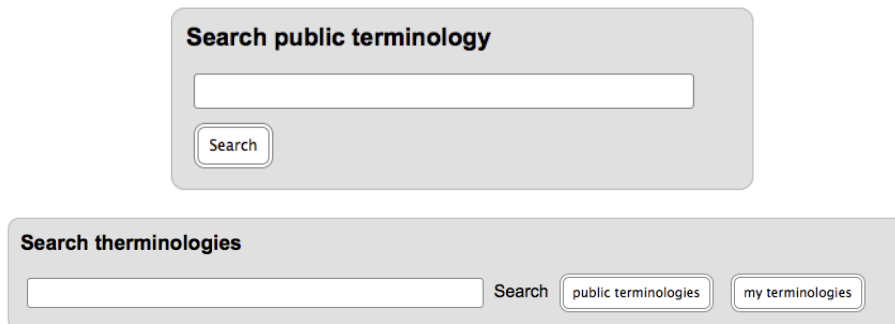 Search public terminology
Search
Search therminologies
Search public terminologies my terminologies